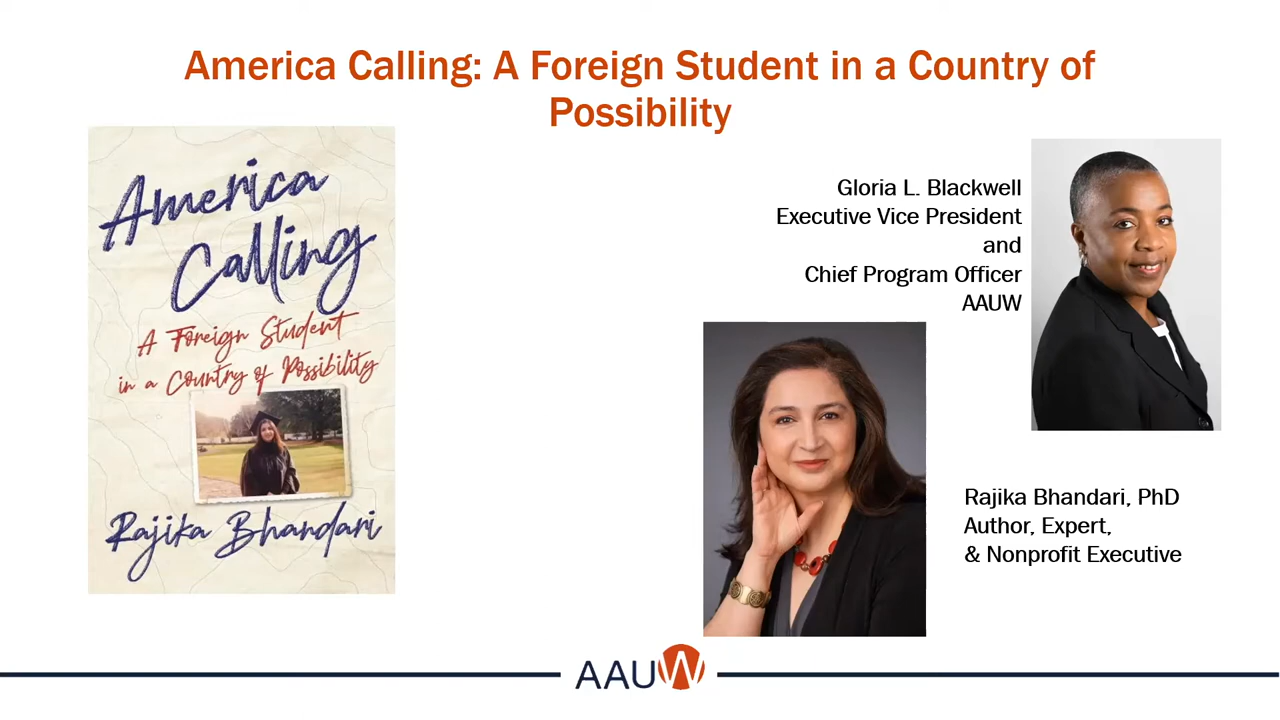 America Calling: A Foreign Student in a Country of
Possibility
America
Calling
A Foreign Student
in a Country of Possibility
Rajika Bhandari
Gloria L. Blackwell
Executive Vice President
and
Chief Program Officer
AAUW
Rajika Bhandari, PhD
Author, Expert,
& Nonprofit Executive
AAUW